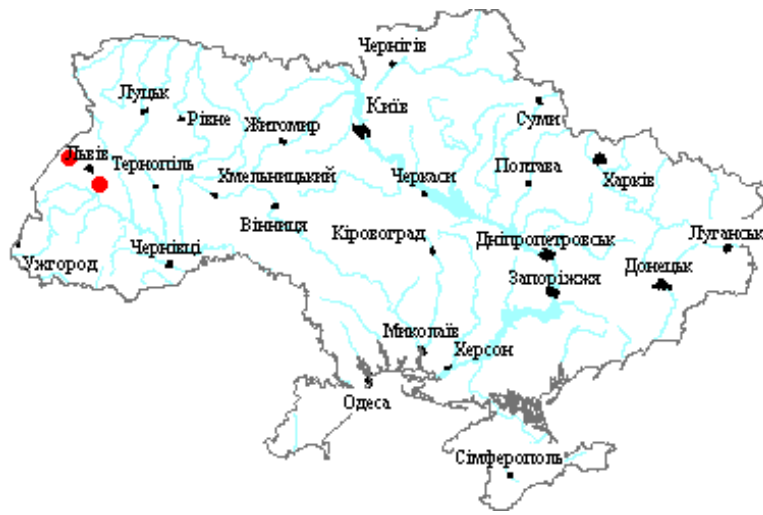 Чернігів
Луцьк
Рівне
Київ
Суми
Житомир
Львів
Тернопіль
Хмельницький
Черкаси
Полтава
Харків
Вінниця
Кіровоград
Дніпропетровськ
Луганськ
Ужгород
Чернівці
Запоріжжя
Донецьк
Миколаїв
Херсон
Одеса
Сімферополь